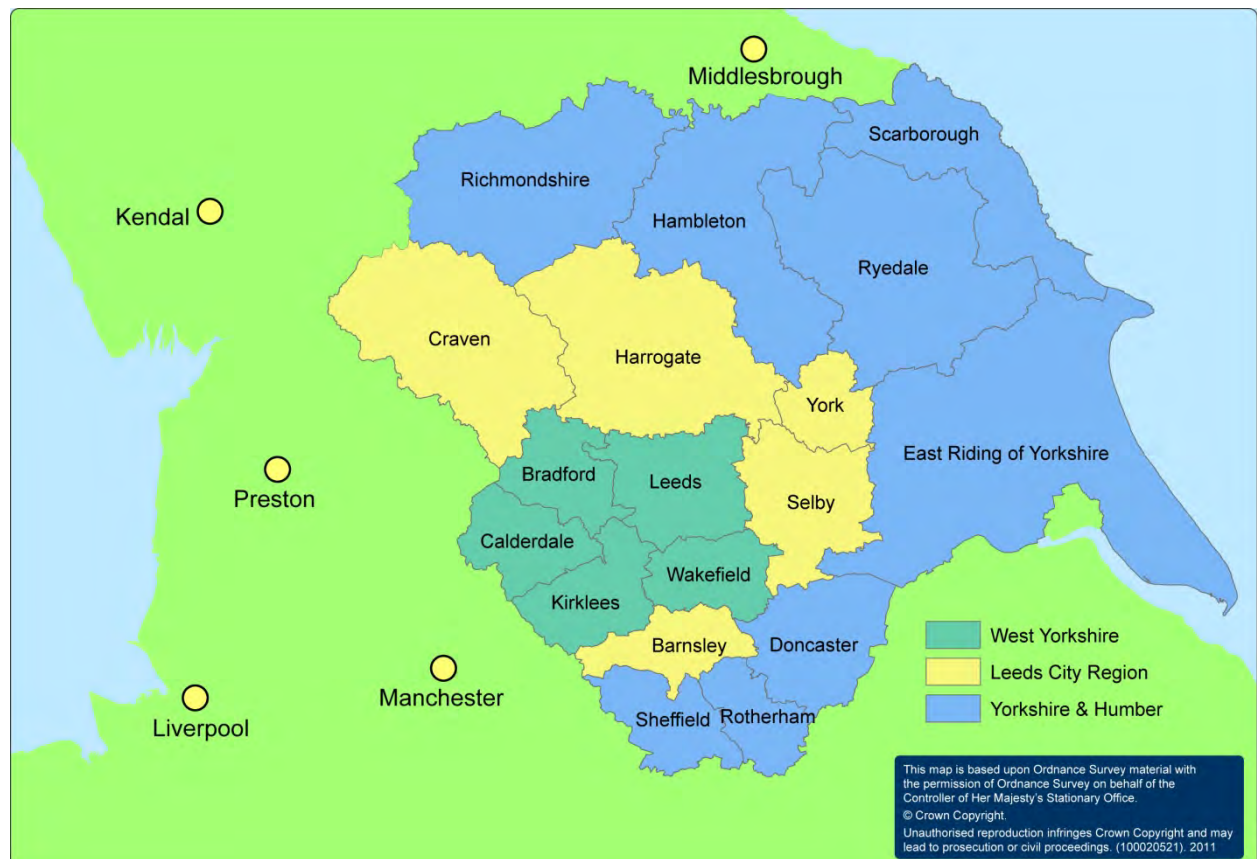 Middlesbrough
Scarborough
Richmondshire
Kendal
Hambleton
Ryedale
Craven
Harrogate
York
East Riding of Yorkshire
Bradford
Leeds
Preston
Selby
Calderdale
Wakefield
Kirklees
Barnsley
Doncaster
Manchester
Liverpool
Sheffield
Rotherham
West Yorkshire
Leeds City Region
Yorkshire & Humber
This map is based upon Ordnance Survey material with
the permission of Ordnance Survey on behalf of the
Controller of Her Majesty's Stationary Office.
© Crown Copyright.
Unauthorised reproduction infringes Crown Copyright and may
lead to prosecution or civil proceedings. (100020521). 2011